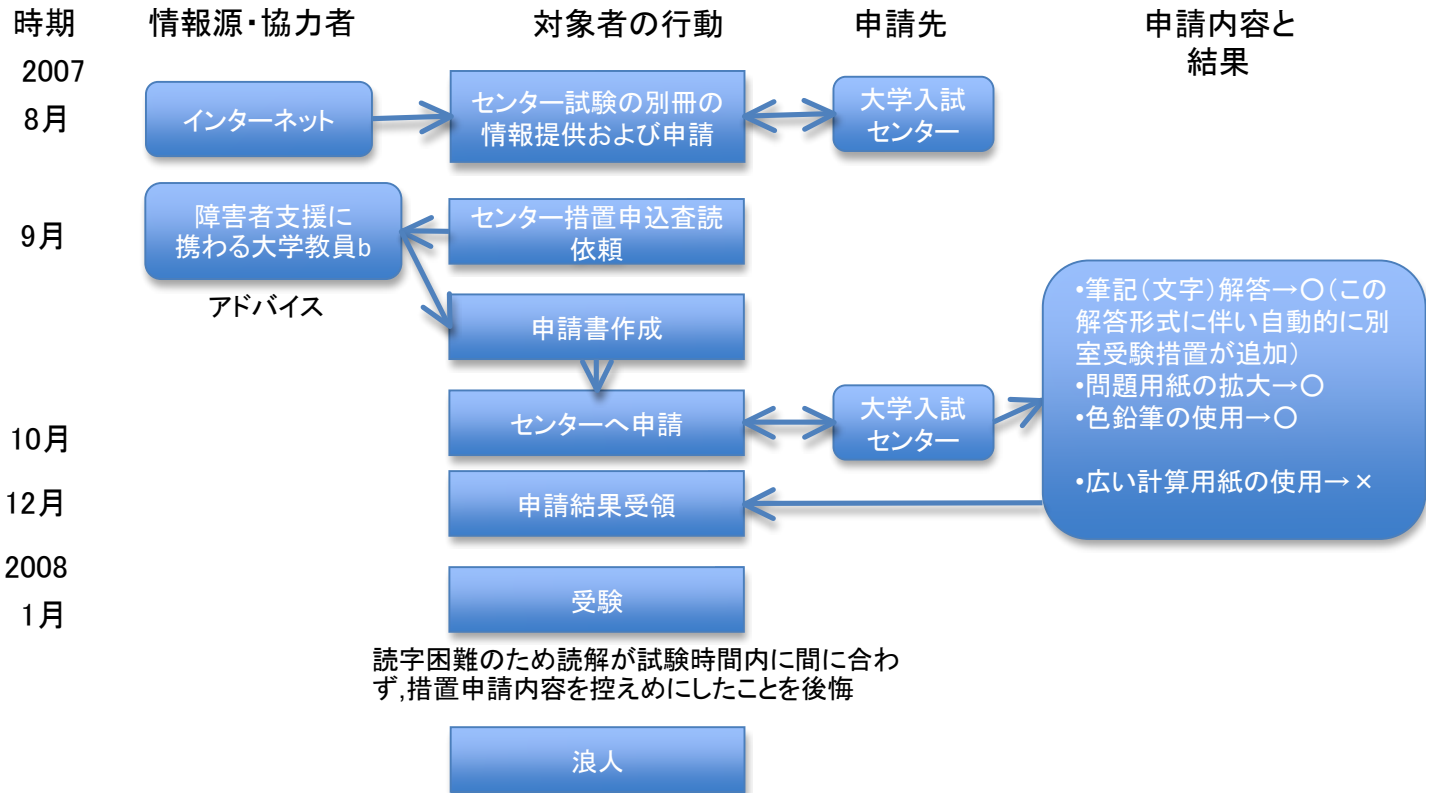 時期
情報源・協力者
対象者の行動
申請先
申請内容と
結果
2007
8月
インターネット
センター試験の別冊の
情報提供および申請
大学入試
センター
9月
障害者支援に
携わる大学教員b
アドバイス
センター措置申込査読
依頼
申請書作成
10月
センターへ申請
大学入試
センター
•筆記(文字)解答→○(この
解答形式に伴い自動的に別
室受験措置が追加)
•問題用紙の拡大→○
•色鉛筆の使用→○
•広い計算用紙の使用→×
12月
申請結果受領
2008
1月
受験
読字困難のため読解が試験時間内に間に合わ
ず,措置申請内容を控えめにしたことを後悔
浪人